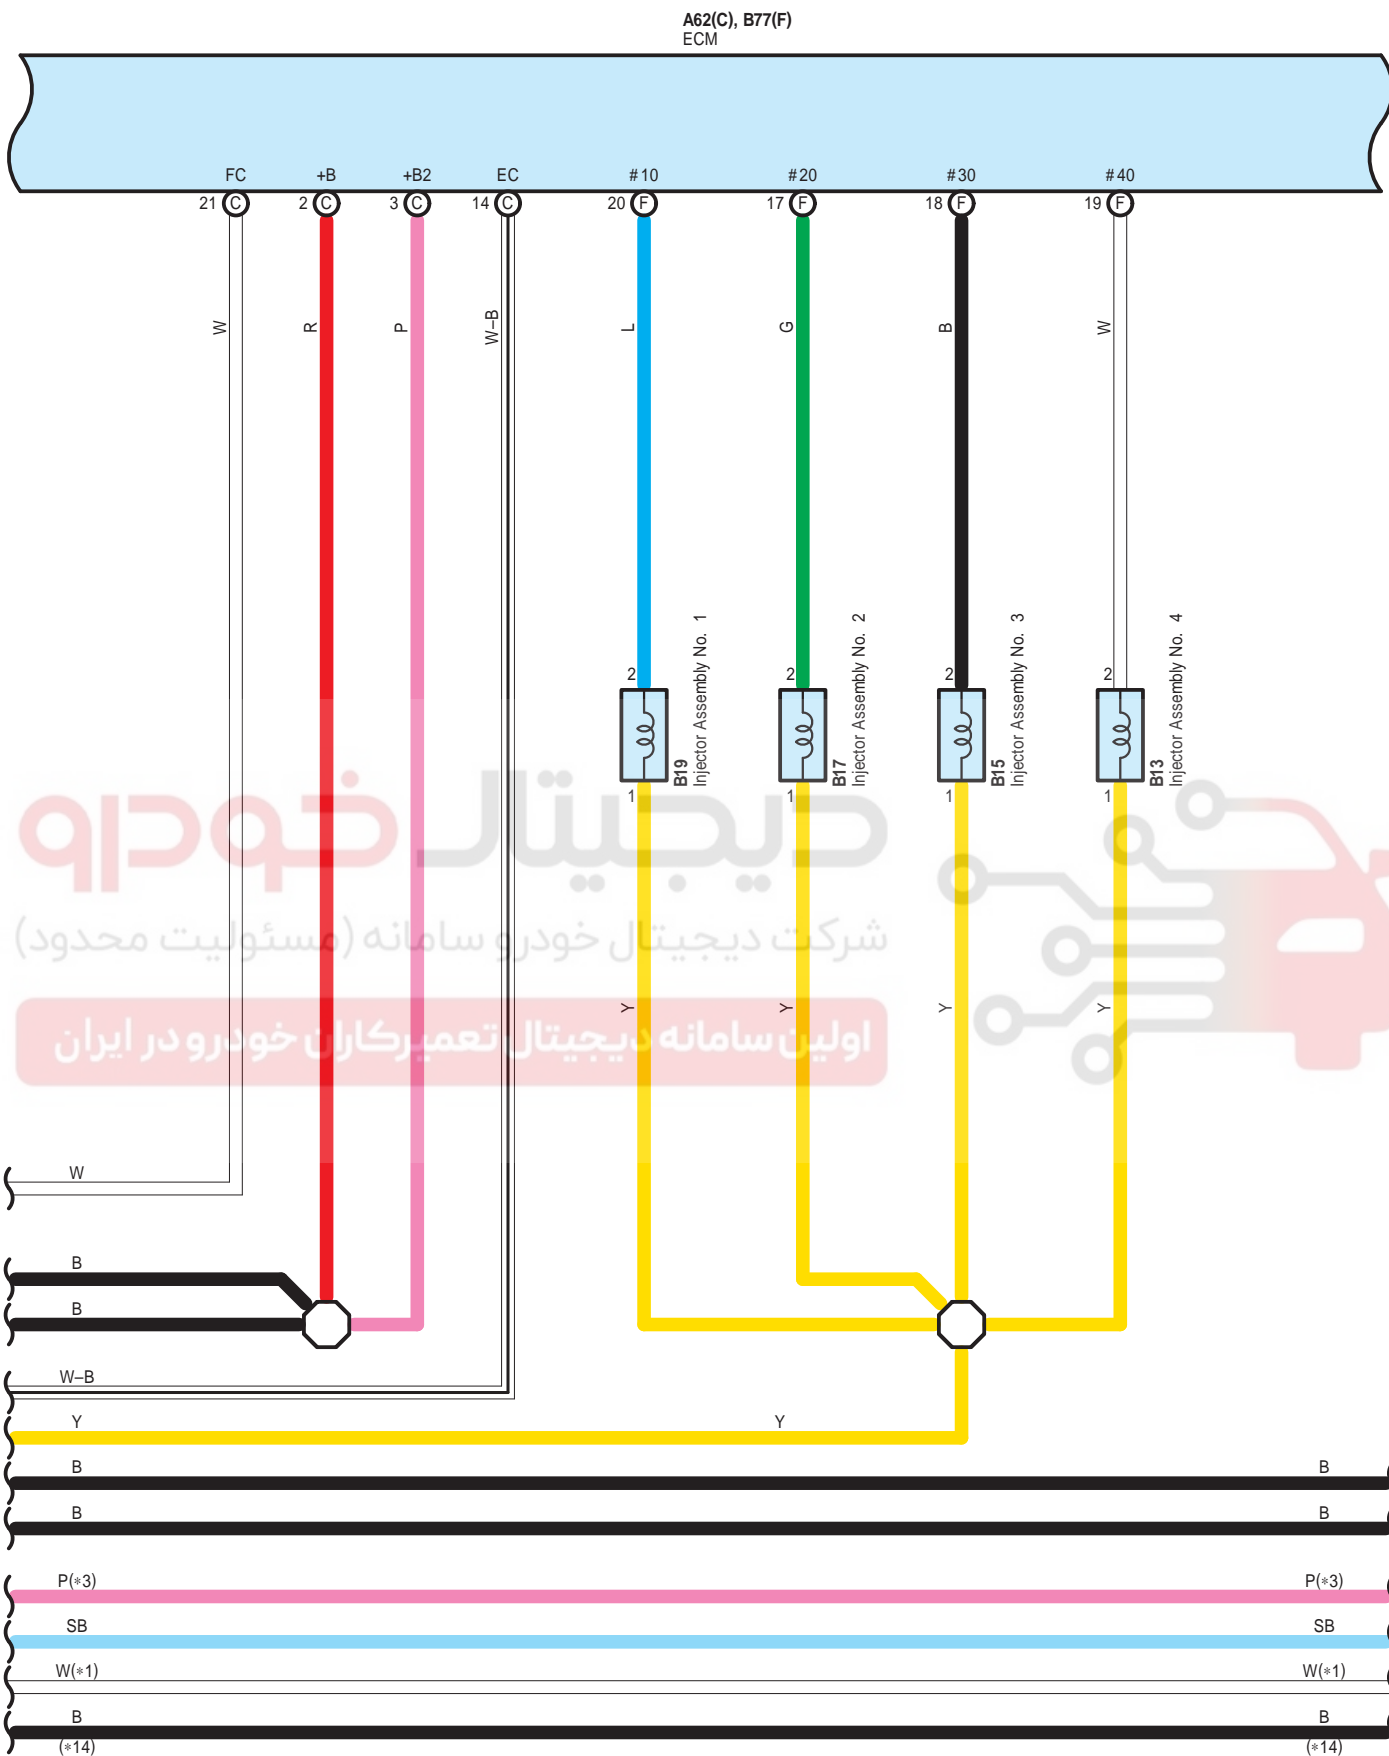 A62(C), B77(F)
ECM
FC +B +B2 EC #10 #20 #30 #40
21 C 2 C 3 C 14 C 20 F 17 F 18 F 19 F
W R P W–B L G B W
2 2 2 2
B19
Injector Assembly No. 1
B17
Injector Assembly No. 2
B15
Injector Assembly No. 3
B13
Injector Assembly No. 4
1 1 1 1
دیجیتال خودرو
شرکت دیجیتال خودرو سامانه (مسئولیت محدود)
Y Y Y Y
اولین سامانه دیجیتال تعمیرکاران خودرو در ایران
W
B
B
W–B
Y Y
B B
B B
P(*3) P(*3)
SB SB
W(*1) W(*1)
B B
(*14) (*14)